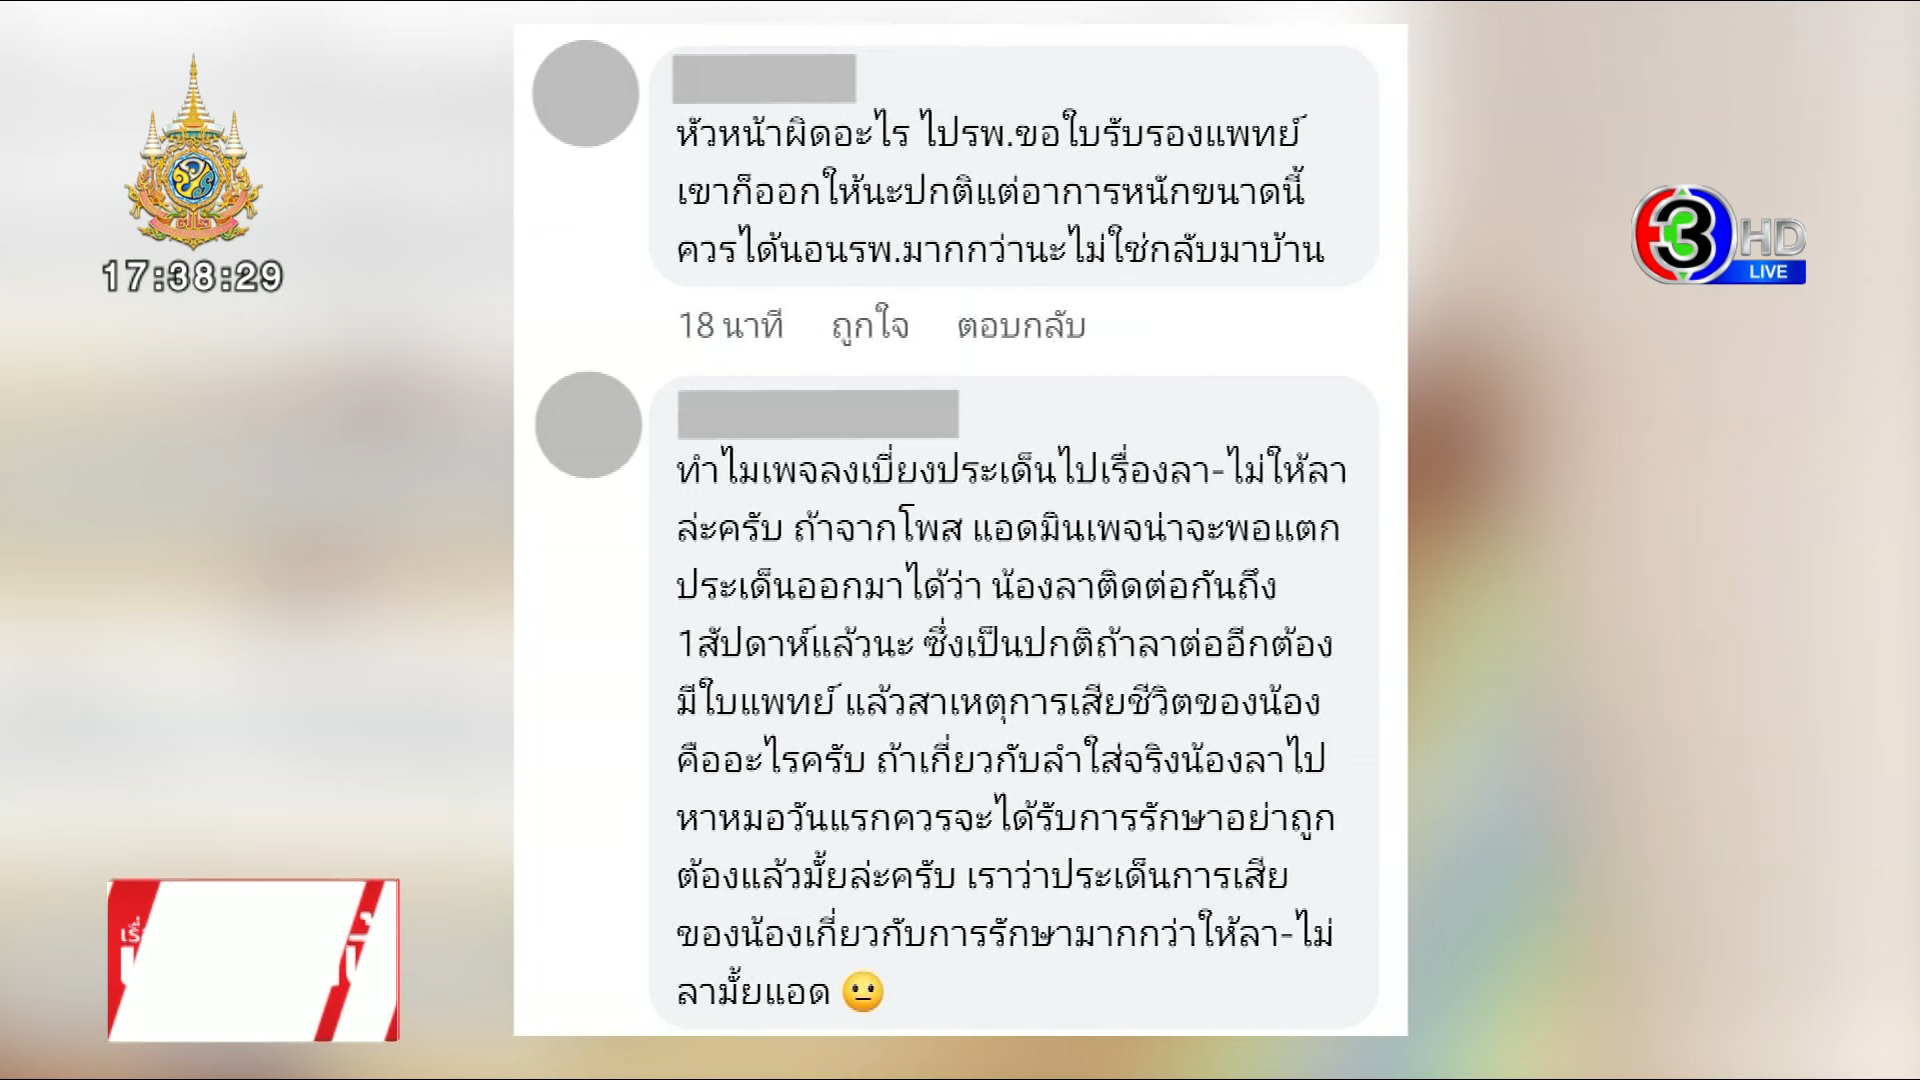 17:38:29
3 HD
LIVE
หัวหน้าผิดอะไร ไปรพ.ขอใบรับรองแพทย์
เขาก็ออกให้นะปกติแต่อาการหนักขนาดนี้
ควรได้นอนรพ.มากกว่านะไม่ใช่กลับมาบ้าน
18 นาที ถูกใจ ตอบกลับ
ทำไมเพจลงเบี่ยงประเด็นไปเรื่องลา-ไม่ให้ลา
ล่ะครับ ถ้าจากโพส แอดมินเพจน่าจะพอแตก
ประเด็นออกมาได้ว่า น้องลาติดต่อกันถึง
1สัปดาห์แล้วนะ ซึ่งเป็นปกติถ้าลาต่ออีกต้อง
มีใบแพทย์ แล้วสาเหตุการเสียชีวิตของน้อง
คืออะไรครับ ถ้าเกี่ยวกับลำใส่จริงน้องลาไป
หาหมอวันแรกควรจะได้รับการรักษาอย่าถูก
ต้องแล้วมั้ยล่ะครับ เราว่าประเด็นการเสีย
ของน้องเกี่ยวกับการรักษามากกว่าให้ลา-ไม่
ลามั้ยแอด 😐